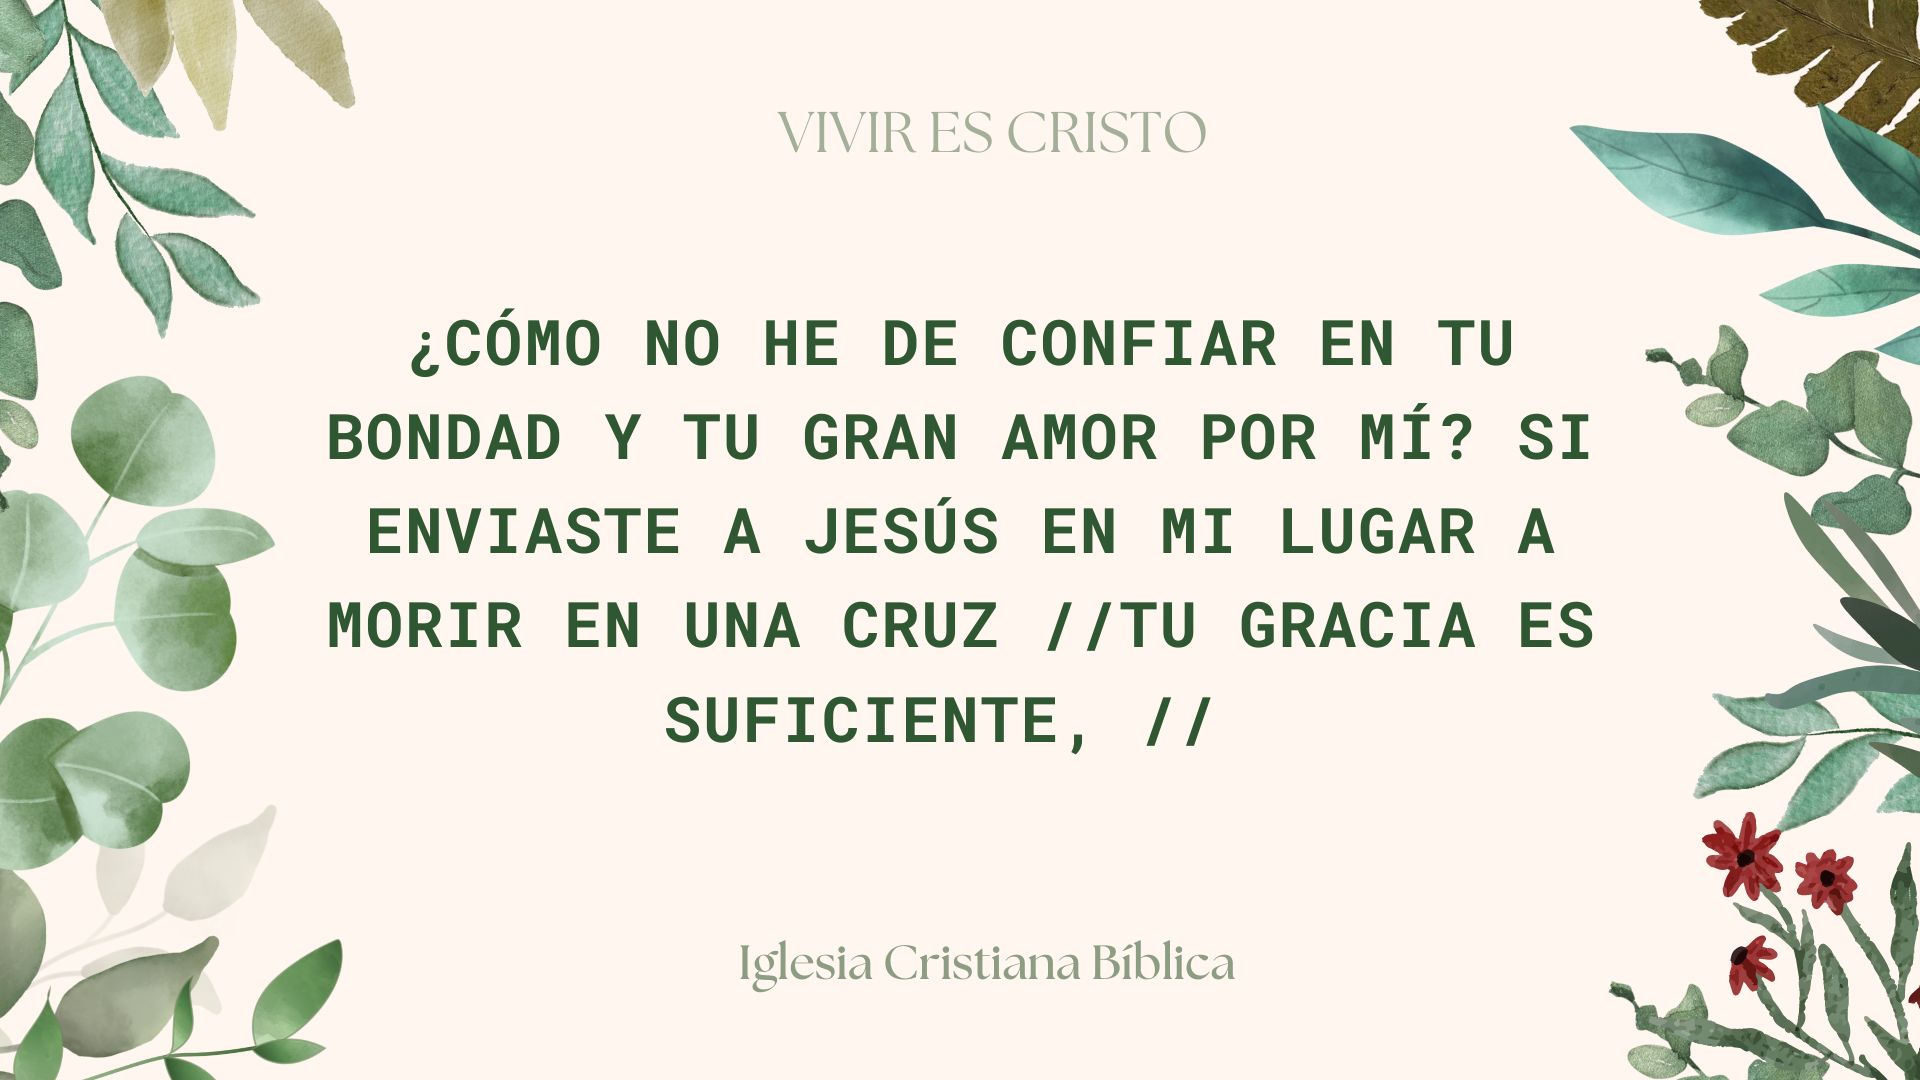 VIVIR ES CRISTO
¿CÓMO NO HE DE CONFIAR EN TU
BONDAD Y TU GRAN AMOR POR MÍ? SI
ENVIASTE A JESÚS EN MI LUGAR A
MORIR EN UNA CRUZ //TU GRACIA ES
SUFICIENTE, //
Iglesia Cristiana Bíblica